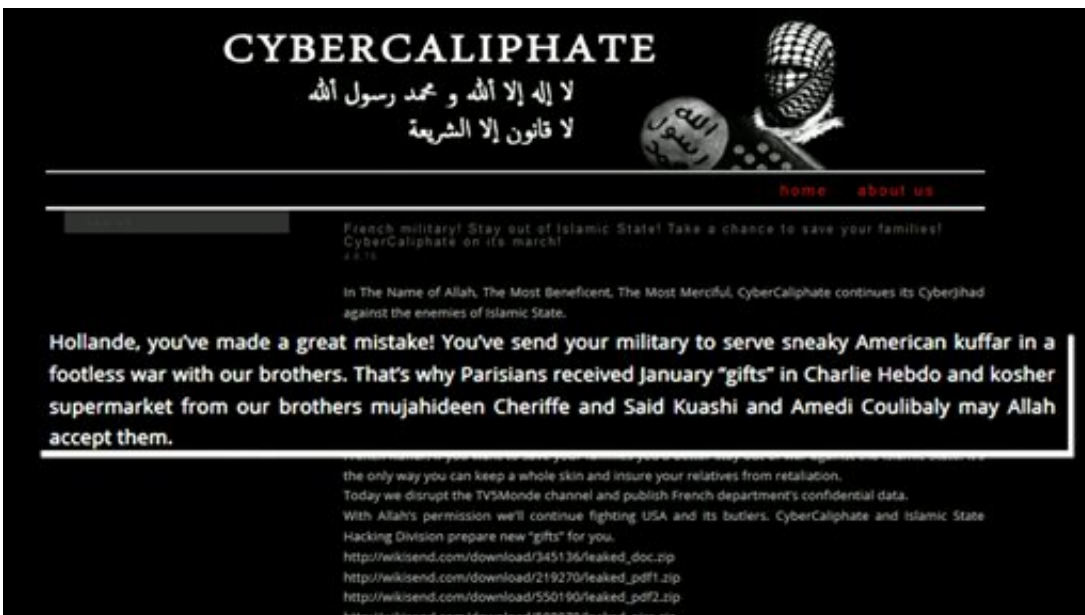 CYBERCALIPHATE
لا إله إلا ألله و محمد رسول ألله
لا قانون إلا الشريعة
الله
رسول
home about us
French military! Stay out of Islamic State! Take a chance to save your families!
CyberCaliphate on its march!
In The Name of Allah, The Most Beneficent, The Most Merciful, CyberCaliphate continues its CyberJihad
against the enemies of Islamic State.
Hollande, you've made a great mistake! You've send your military to serve sneaky American kuffar in a
footless war with our brothers. That's why Parisians received January “gifts” in Charlie Hebdo and kosher
supermarket from our brothers mujahideen Cheriffe and Said Kuashi and Amedi Coulibaly may Allah
accept them.
the only way you can keep a whole skin and insure your relatives from retaliation.
Today we disrupt the TV5Monde channel and publish French department's confidential data.
With Allah's permission we'll continue fighting USA and its butlers. CyberCaliphate and Islamic State
Hacking Division prepare new “gifts” for you.
http://wikisend.com/download/345136/leaked_doc.zip
http://wikisend.com/download/219270/leaked_pdf1.zip
http://wikisend.com/download/550190/leaked_pdf2.zip